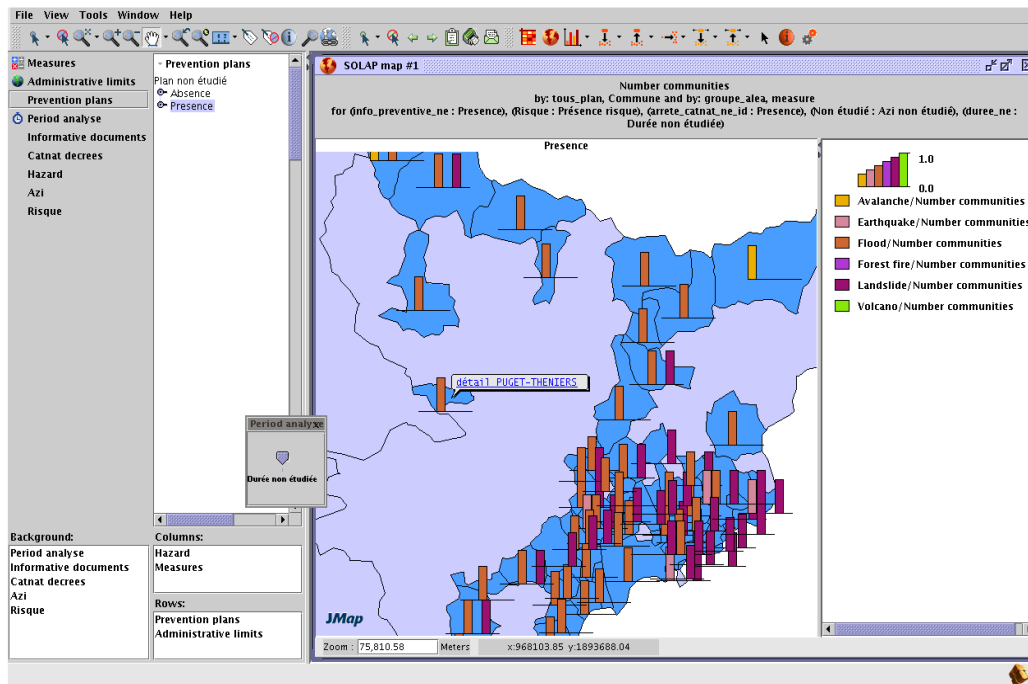 File View Tools Window Help
Measures
Administrative limits
Prevention plans
Period analyse
Informative documents
Catnat decrees
Hazard
Azi
Risque
Prevention plans
Plan non étudié
Absence
Presence
SOLAP map #1
Number communities
by: tous_plan, Commune and by: groupe_alea, measure
for (info_preventive_ne : Presence), (Risque : Présence risque), (arrete_catnat_ne_id : Presence), (Non étudié : Azi non étudié), (duree_ne :
Durée non étudiée)
Presence
détail PUGET-THENIERS
JMap
1.0
0.0
Avalanche/Number communities
Earthquake/Number communities
Flood/Number communities
Forest fire/Number communities
Landslide/Number communities
Volcano/Number communities
Period analyse
Durée non étudiée
Background:
Period analyse
Informative documents
Catnat decrees
Azi
Risque
Columns:
Hazard
Measures
Rows:
Prevention plans
Administrative limits
Zoom : 75,810.58 Meters x:968103.85 y:1893688.04